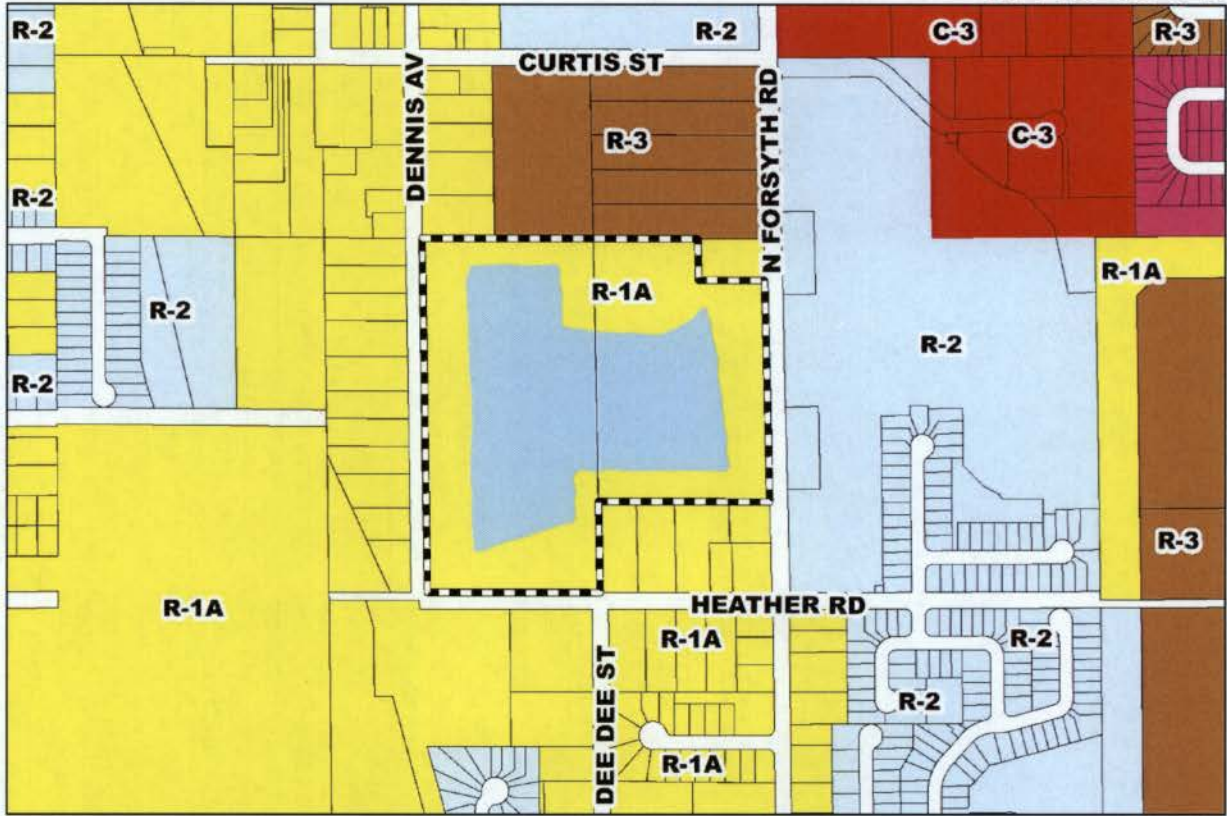 R-2
R-2
C-3
R-3
CURTIS ST
DENNIS AV
R-3
N FORSYTH RD
C-3
R-2
R-1A
R-1A
R-2
R-2
R-2
R-3
R-1A
HEATHER RD
R-1A
R-2
DEE DEE ST
R-2
R-1A